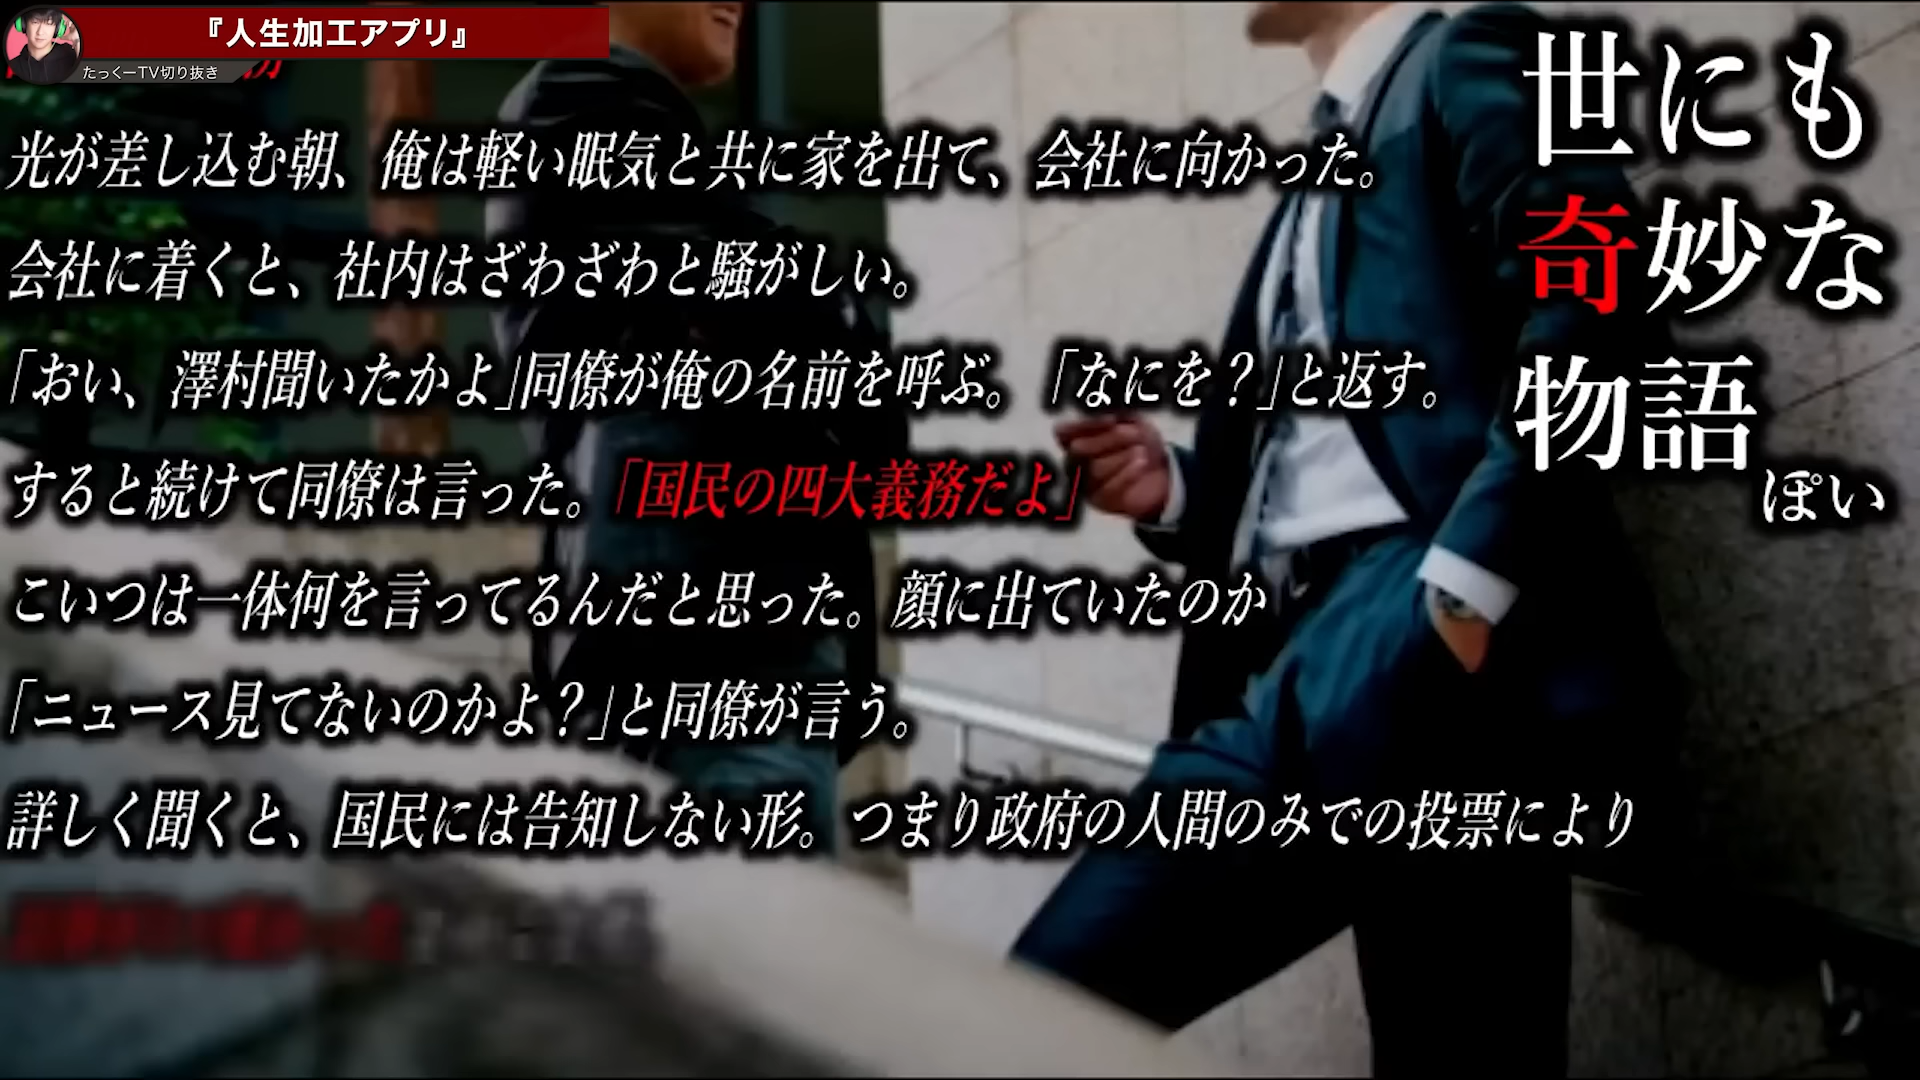 『人生加工アプリ』
たっくーTV切り抜き
世にも
奇妙な
物語
ぽい
光が差し込む朝、俺は軽い眠気と共に家を出て、会社に向かった。
会社に着くと、社内はざわざわと騒がしい。
「おい、澤村聞いたかよ」同僚が俺の名前を呼ぶ。「なにを？」と返す。
すると続けて同僚は言った。「国民の四大義務だよ」
こいつは一体何を言ってるんだと思った。顔に出ていたのか
「ニュース見てないのかよ？」と同僚が言う。
詳しく聞くと、国民には告知しない形。つまり政府の人間のみでの投票により